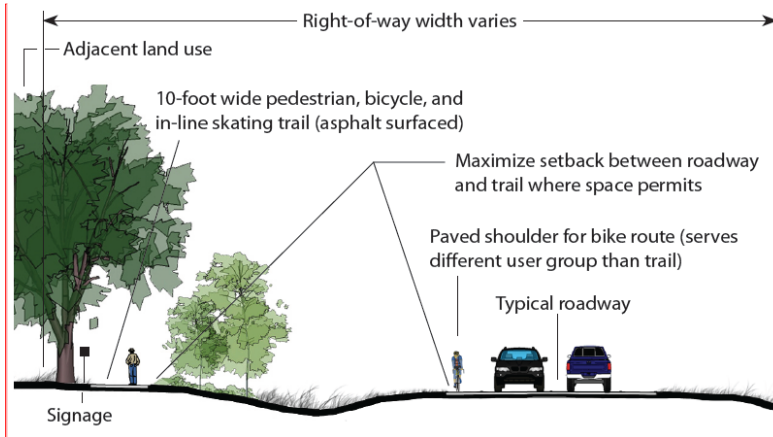 Right-of-way width varies
Adjacent land use
10-foot wide pedestrian, bicycle, and
in-line skating trail (asphalt surfaced)
Maximize setback between roadway
and trail where space permits
Paved shoulder for bike route (serves
different user group than trail)
Typical roadway
Signage